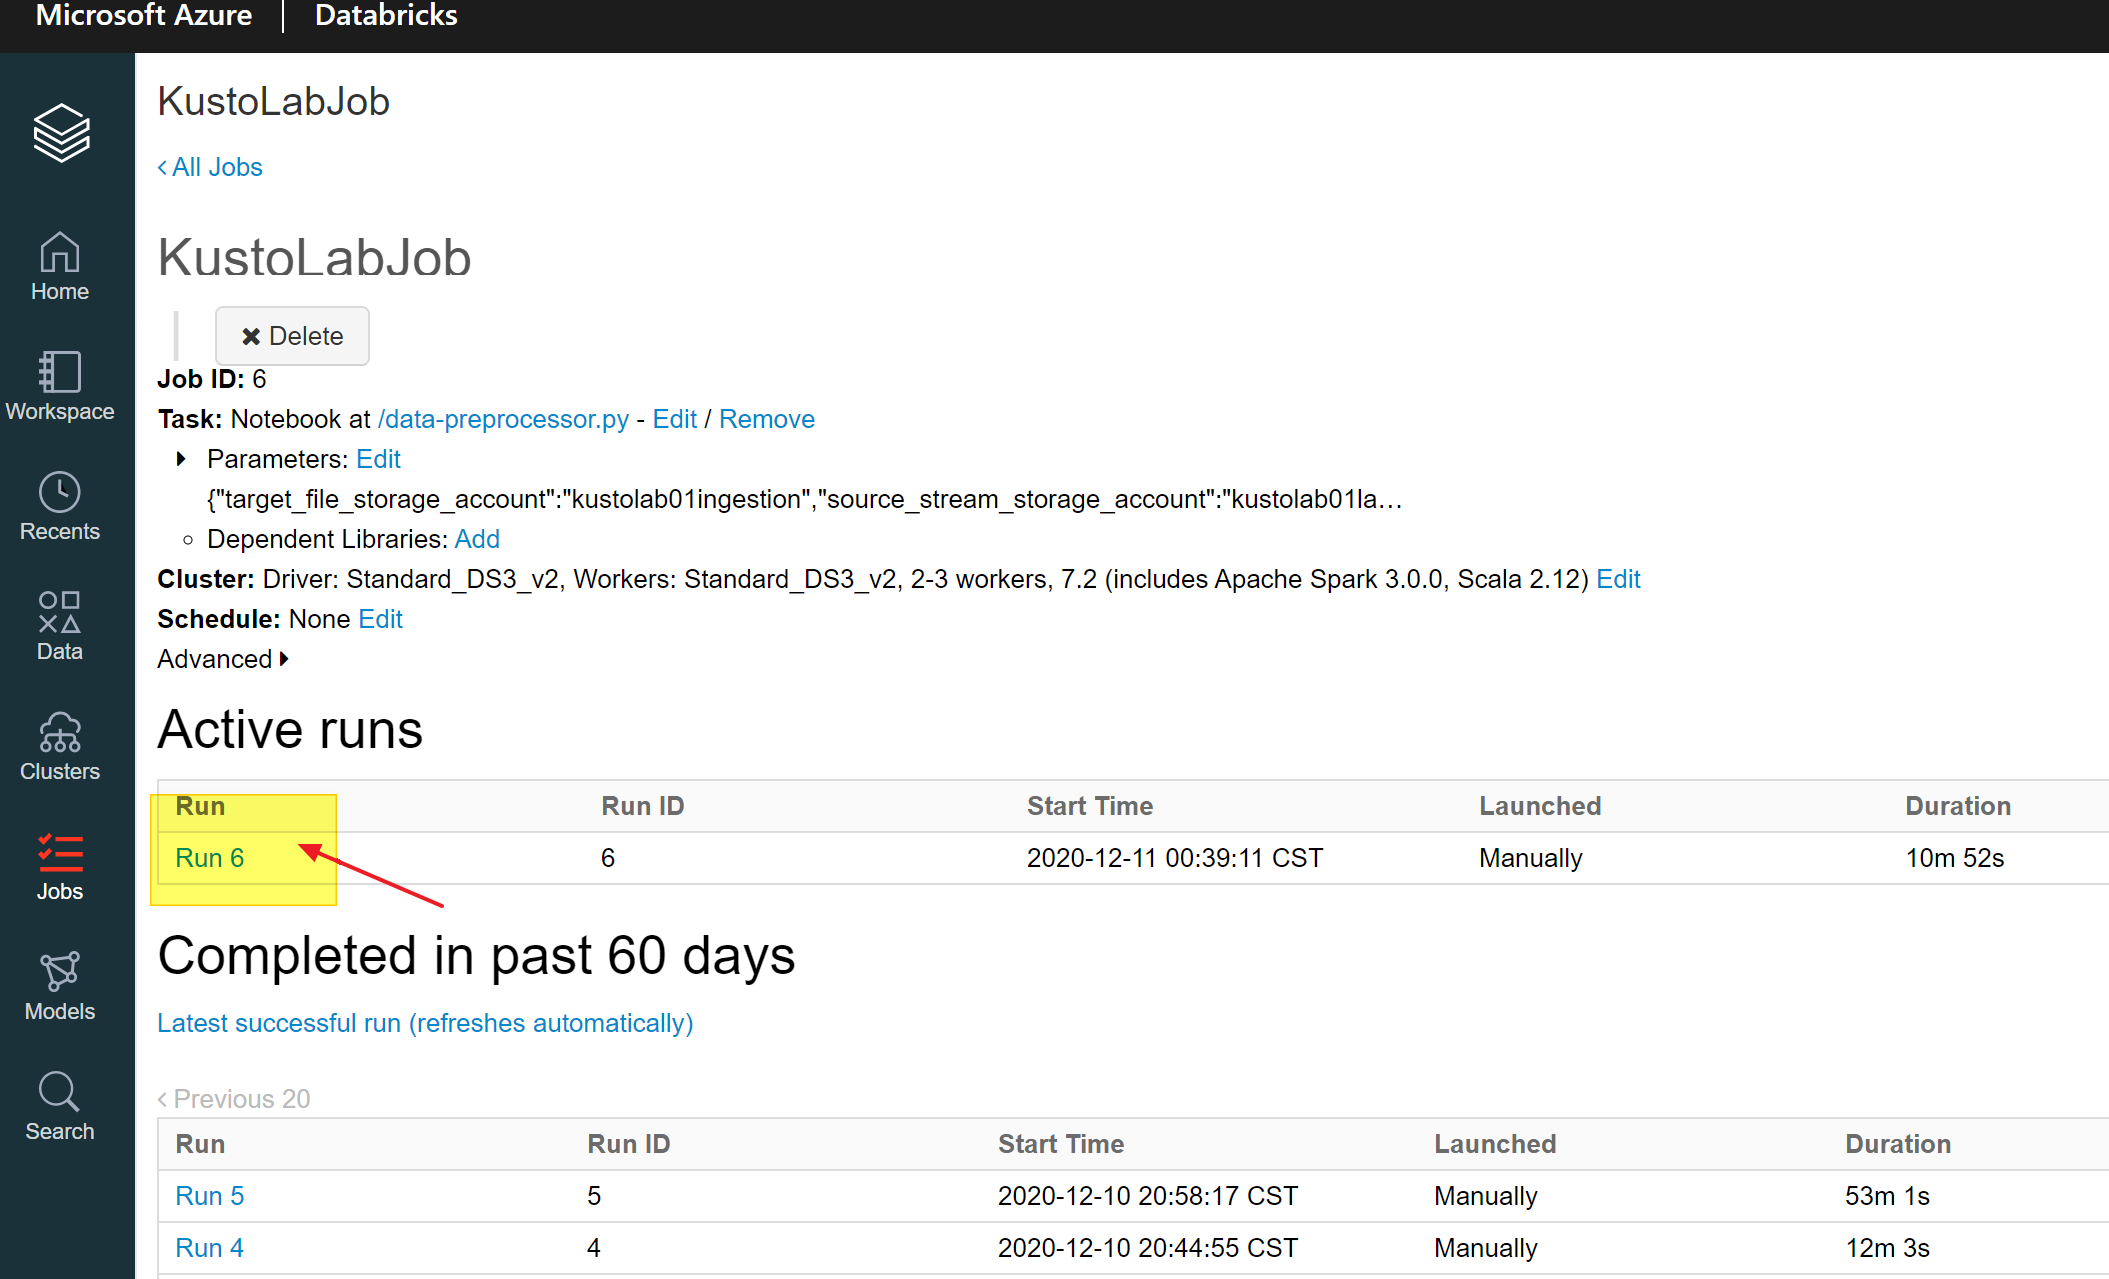 Microsoft Azure | Databricks
KustoLabJob
‹ All Jobs
KustoLabJob
✖ Delete
Job ID: 6
Task: Notebook at /data-preprocessor.py - Edit / Remove
Parameters: Edit
{"target_file_storage_account":"kustolab01ingestion","source_stream_storage_account":"kustolab01la…
Dependent Libraries: Add
Cluster: Driver: Standard_DS3_v2, Workers: Standard_DS3_v2, 2-3 workers, 7.2 (includes Apache Spark 3.0.0, Scala 2.12) Edit
Schedule: None Edit
Advanced
Active runs
Run Run ID Start Time Launched Duration
Run 6 6 2020-12-11 00:39:11 CST Manually 10m 52s
Completed in past 60 days
Latest successful run (refreshes automatically)
‹ Previous 20
Run Run ID Start Time Launched Duration
Run 5 5 2020-12-10 20:58:17 CST Manually 53m 1s
Run 4 4 2020-12-10 20:44:55 CST Manually 12m 3s
Home
Workspace
Recents
Data
Clusters
Jobs
Models
Search